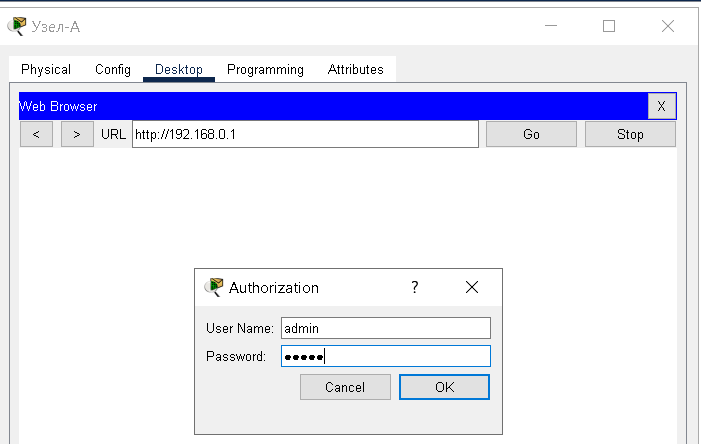 Узел-А
Physical Config Desktop Programming Attributes
Web Browser X
< > URL http://192.168.0.1 Go Stop
Authorization ?
User Name: admin
Password: ●●●●●
Cancel OK